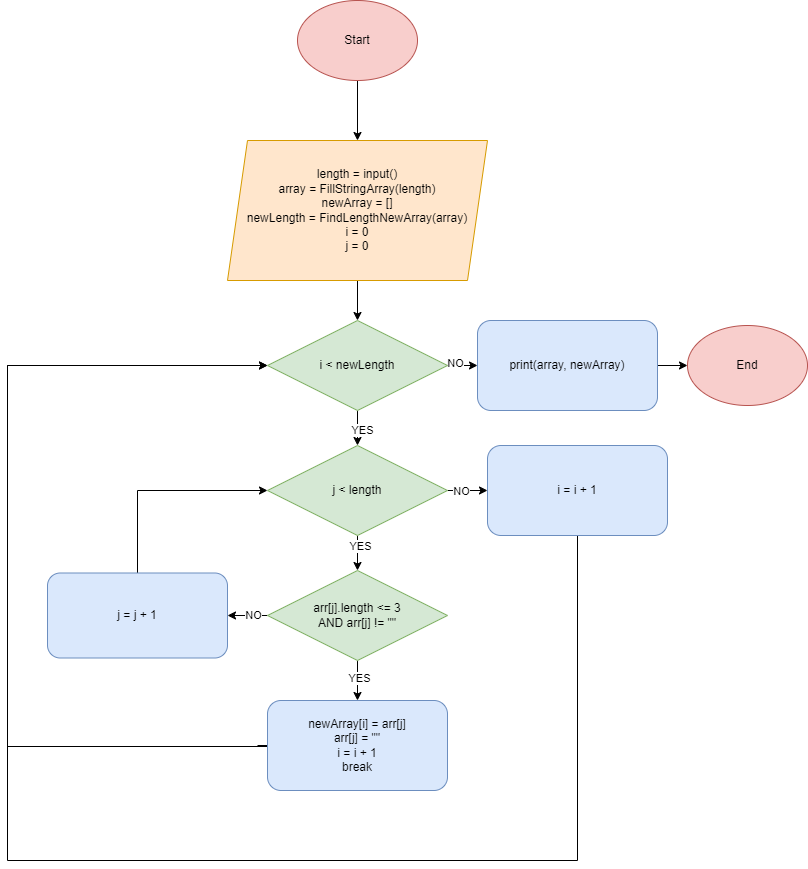 Start
length = input()
array = FillStringArray(length)
newArray = []
newLength = FindLengthNewArray(array)
i = 0
j = 0
i < newLength
NO
print(array, newArray)
End
YES
j < length
NO
i = i + 1
YES
arr[j].length <= 3
AND arr[j] != ""
NO
j = j + 1
YES
newArray[i] = arr[j]
arr[j] = ""
i = i + 1
break